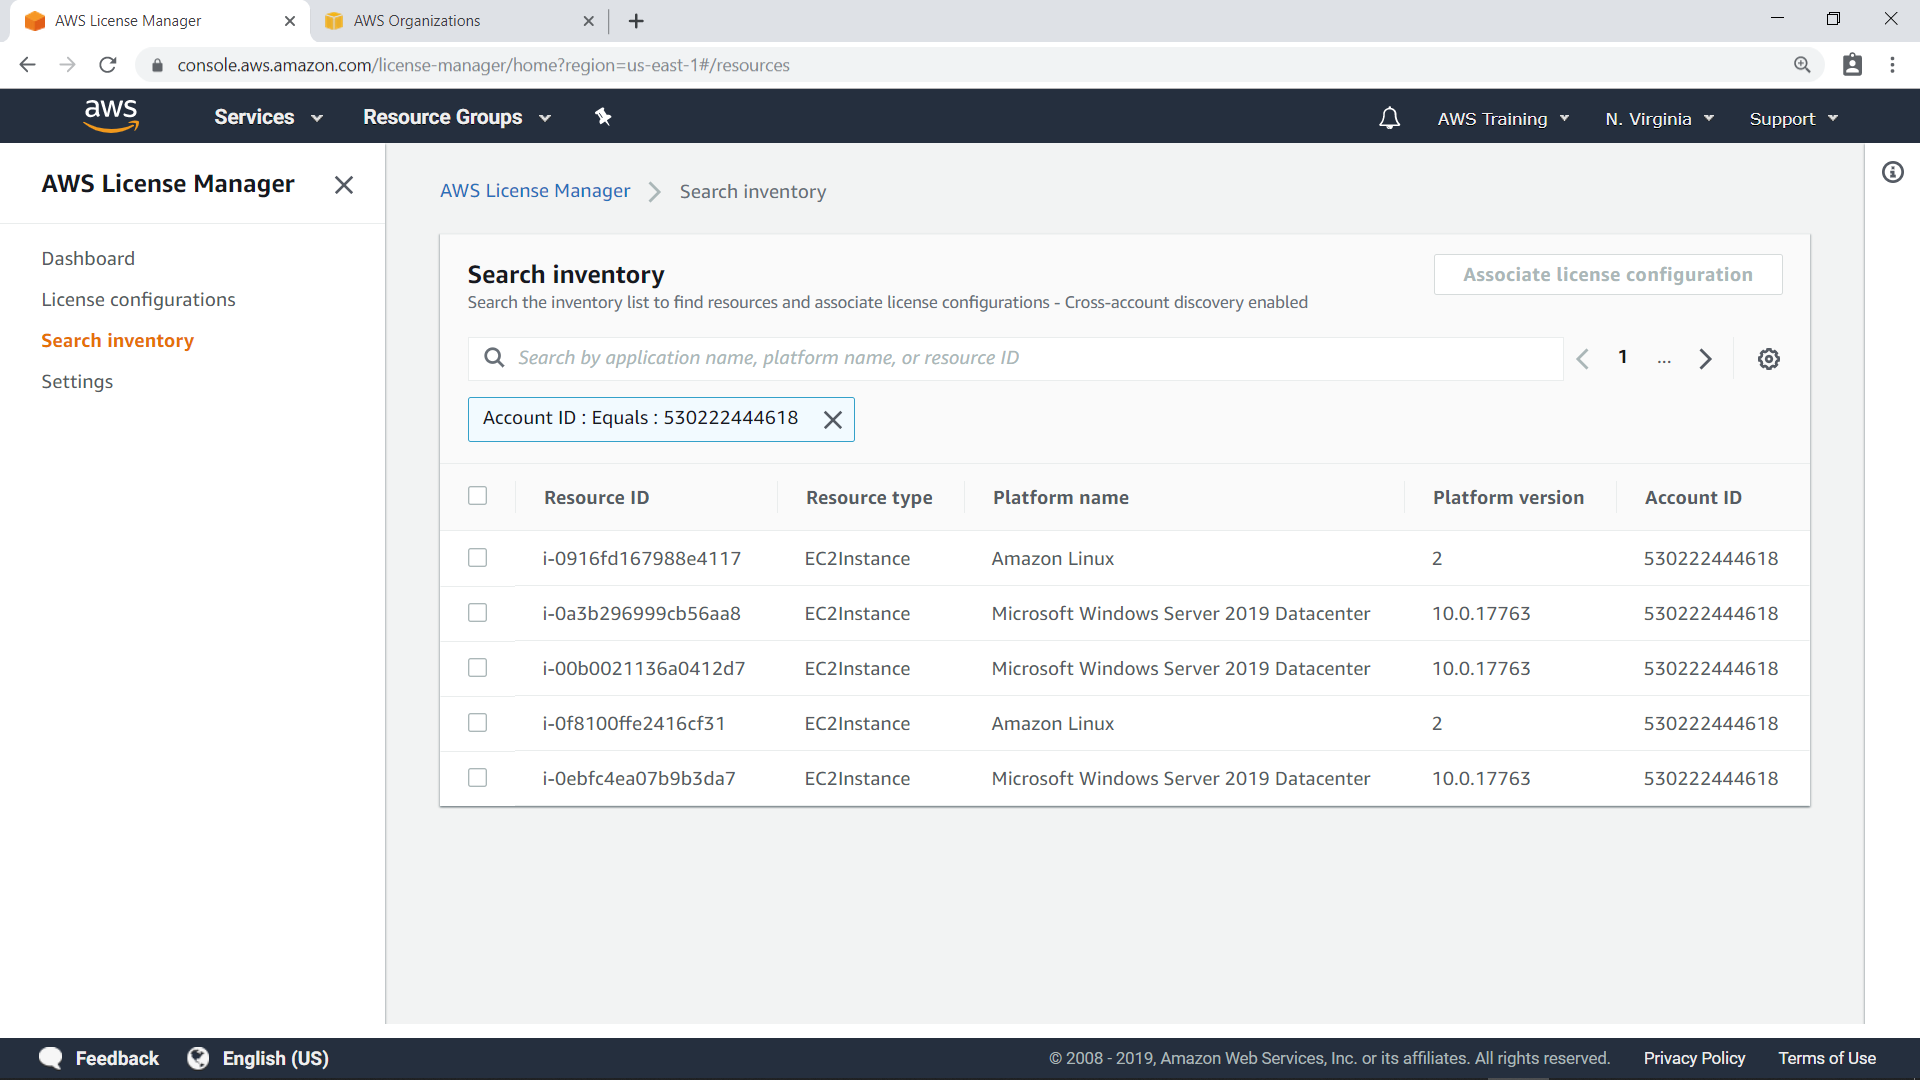 AWS License Manager
AWS Organizations
console.aws.amazon.com/license-manager/home?region=us-east-1#/resources
aws
Services
Resource Groups
AWS Training
N. Virginia
Support
AWS License Manager
Dashboard
License configurations
Search inventory
Settings
AWS License Manager
Search inventory
Search inventory
Search the inventory list to find resources and associate license configurations - Cross-account discovery enabled
Associate license configuration
Search by application name, platform name, or resource ID
1 ...
Account ID : Equals : 530222444618
Resource ID Resource type Platform name Platform version Account ID
i-0916fd167988e4117 EC2Instance Amazon Linux 2 530222444618
i-0a3b296999cb56aa8 EC2Instance Microsoft Windows Server 2019 Datacenter 10.0.17763 530222444618
i-00b0021136a0412d7 EC2Instance Microsoft Windows Server 2019 Datacenter 10.0.17763 530222444618
i-0f8100ffe2416cf31 EC2Instance Amazon Linux 2 530222444618
i-0ebfc4ea07b9b3da7 EC2Instance Microsoft Windows Server 2019 Datacenter 10.0.17763 530222444618
Feedback
English (US)
© 2008 - 2019, Amazon Web Services, Inc. or its affiliates. All rights reserved.
Privacy Policy
Terms of Use